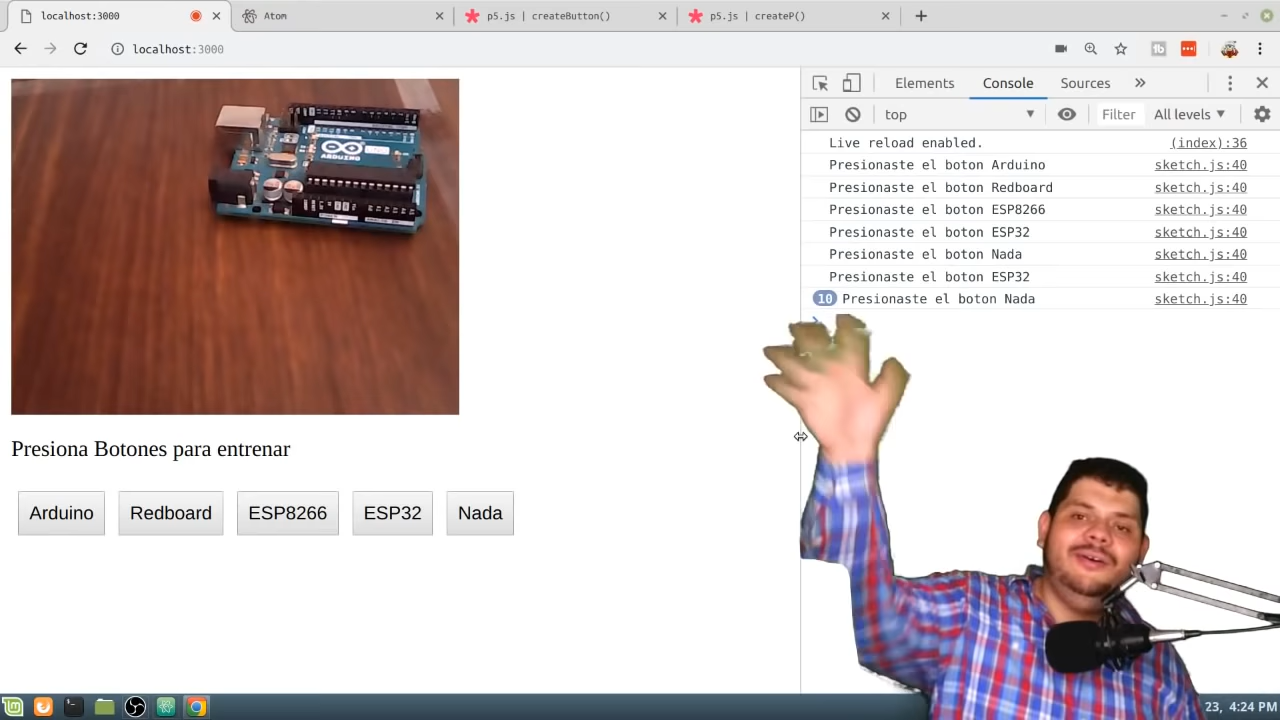 localhost:3000
Atom
p5.js | createButton()
p5.js | createP()
localhost:3000
ARDUINO
Presiona Botones para entrenar
Arduino
Redboard
ESP8266
ESP32
Nada
Elements
Console
Sources
top
Filter
All levels
Live reload enabled. (index):36
Presionaste el boton Arduino sketch.js:40
Presionaste el boton Redboard sketch.js:40
Presionaste el boton ESP8266 sketch.js:40
Presionaste el boton ESP32 sketch.js:40
Presionaste el boton Nada sketch.js:40
Presionaste el boton ESP32 sketch.js:40
10 Presionaste el boton Nada sketch.js:40
23, 4:24 PM